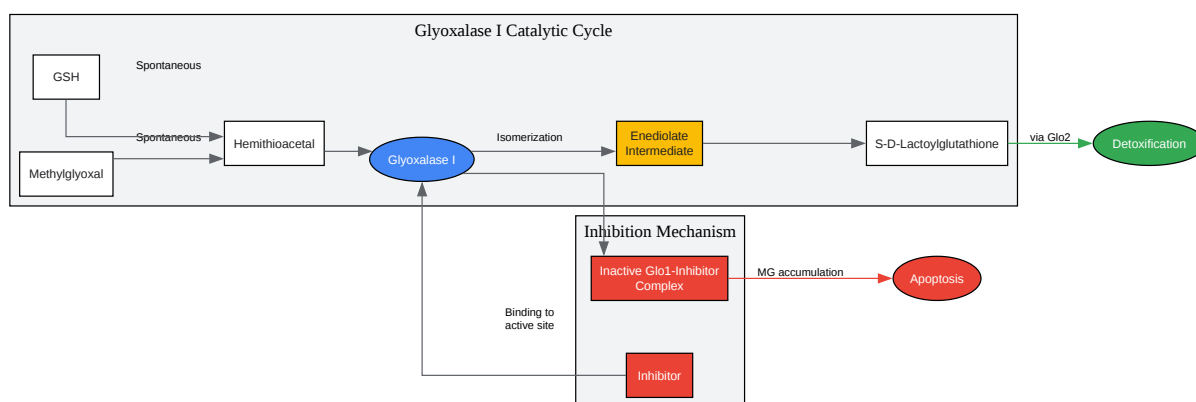 Glyoxalase I Catalytic Cycle
GSH
Spontaneous
Spontaneous
Methylglyoxal
Hemithioacetal
Glyoxalase I
Isomerization
Enediolate
Intermediate
S-D-Lactoylglutathione
via Glo2
Detoxification
Inhibition Mechanism
Inactive Glo1-Inhibitor
Complex
MG accumulation
Apoptosis
Binding to
active site
Inhibitor